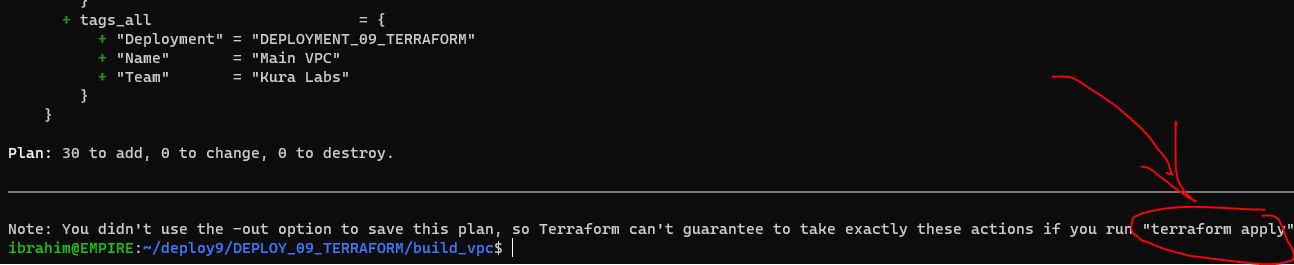 }
+ tags_all = {
+ "Deployment" = "DEPLOYMENT_09_TERRAFORM"
+ "Name" = "Main VPC"
+ "Team" = "Kura Labs"
}
}
Plan: 30 to add, 0 to change, 0 to destroy.
Note: You didn't use the -out option to save this plan, so Terraform can't guarantee to take exactly these actions if you run "terraform apply"
ibrahim@EMPIRE:~/deploy9/DEPLOY_09_TERRAFORM/build_vpc$